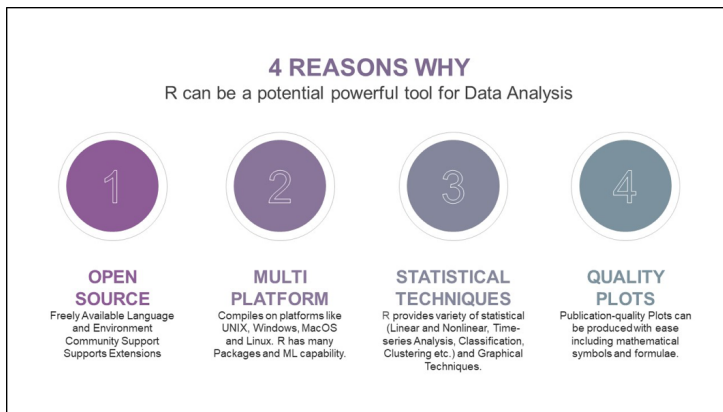 4 REASONS WHY
R can be a potential powerful tool for Data Analysis
1
2
3
4
OPEN
SOURCE
Freely Available Language
and Environment
Community Support
Supports Extensions
MULTI
PLATFORM
Compiles on platforms like
UNIX, Windows, MacOS
and Linux. R has many
Packages and ML capability.
STATISTICAL
TECHNIQUES
R provides variety of statistical
(Linear and Nonlinear, Time-
series Analysis, Classification,
Clustering etc.) and Graphical
Techniques.
QUALITY
PLOTS
Publication-quality Plots can
be produced with ease
including mathematical
symbols and formulae.